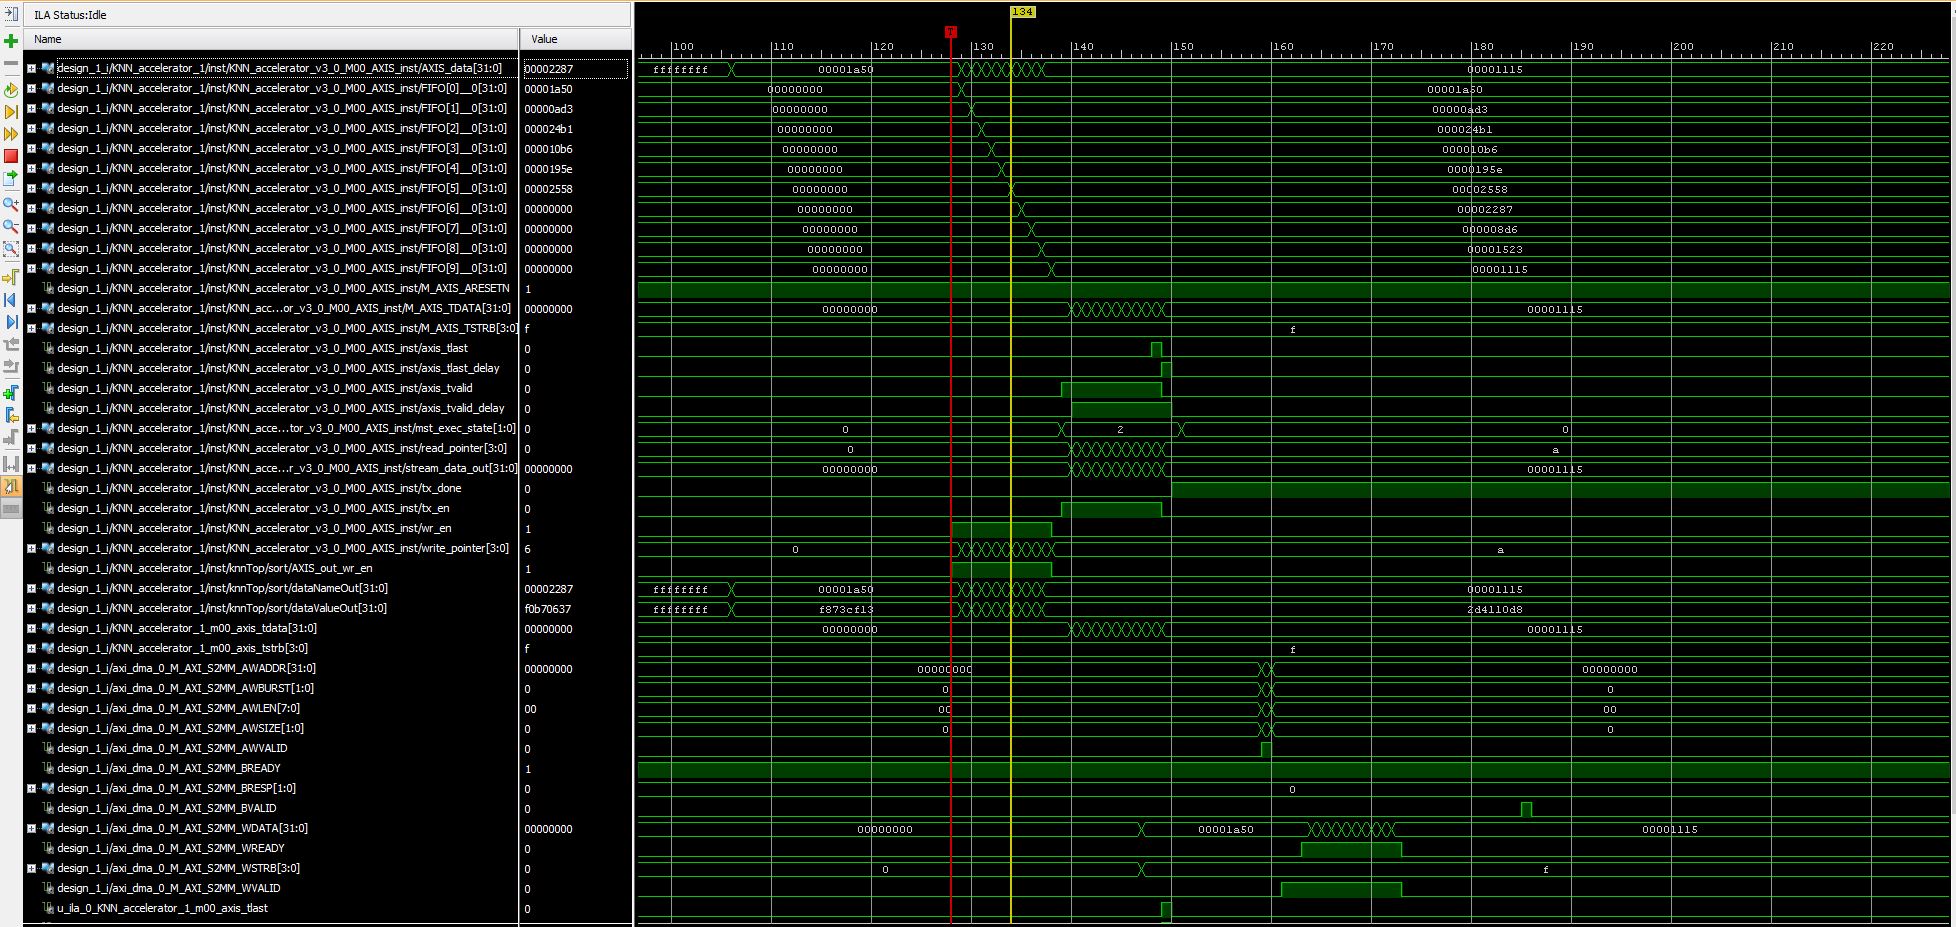 ILA Status:Idle
134
Name Value
T
100 110 120 130 140 150 160 170 180 190 200 210 220
design_1_i/KNN_accelerator_1/inst/KNN_accelerator_v3_0_M00_AXIS_inst/AXIS_data[31:0] 00002287 ffffffff 00001a50 00001115
design_1_i/KNN_accelerator_1/inst/KNN_accelerator_v3_0_M00_AXIS_inst/FIFO[0]__0[31:0] 00001a50 00000000 00001a50
design_1_i/KNN_accelerator_1/inst/KNN_accelerator_v3_0_M00_AXIS_inst/FIFO[1]__0[31:0] 00000ad3 00000000 00000ad3
design_1_i/KNN_accelerator_1/inst/KNN_accelerator_v3_0_M00_AXIS_inst/FIFO[2]__0[31:0] 000024b1 00000000 000024b1
design_1_i/KNN_accelerator_1/inst/KNN_accelerator_v3_0_M00_AXIS_inst/FIFO[3]__0[31:0] 000010b6 00000000 000010b6
design_1_i/KNN_accelerator_1/inst/KNN_accelerator_v3_0_M00_AXIS_inst/FIFO[4]__0[31:0] 0000195e 00000000 0000195e
design_1_i/KNN_accelerator_1/inst/KNN_accelerator_v3_0_M00_AXIS_inst/FIFO[5]__0[31:0] 00002558 00000000 00002558
design_1_i/KNN_accelerator_1/inst/KNN_accelerator_v3_0_M00_AXIS_inst/FIFO[6]__0[31:0] 00000000 00000000 00002287
design_1_i/KNN_accelerator_1/inst/KNN_accelerator_v3_0_M00_AXIS_inst/FIFO[7]__0[31:0] 00000000 00000000 000008d6
design_1_i/KNN_accelerator_1/inst/KNN_accelerator_v3_0_M00_AXIS_inst/FIFO[8]__0[31:0] 00000000 00000000 00001523
design_1_i/KNN_accelerator_1/inst/KNN_accelerator_v3_0_M00_AXIS_inst/FIFO[9]__0[31:0] 00000000 00000000 00001115
design_1_i/KNN_accelerator_1/inst/KNN_accelerator_v3_0_M00_AXIS_inst/M_AXIS_ARESETN 1
design_1_i/KNN_accelerator_1/inst/KNN_acc...or_v3_0_M00_AXIS_inst/M_AXIS_TDATA[31:0] 00000000 00000000 00001115
design_1_i/KNN_accelerator_1/inst/KNN_accelerator_v3_0_M00_AXIS_inst/M_AXIS_TSTRB[3:0] f f
design_1_i/KNN_accelerator_1/inst/KNN_accelerator_v3_0_M00_AXIS_inst/axis_tlast 0
design_1_i/KNN_accelerator_1/inst/KNN_accelerator_v3_0_M00_AXIS_inst/axis_tlast_delay 0
design_1_i/KNN_accelerator_1/inst/KNN_accelerator_v3_0_M00_AXIS_inst/axis_tvalid 0
design_1_i/KNN_accelerator_1/inst/KNN_accelerator_v3_0_M00_AXIS_inst/axis_tvalid_delay 0
design_1_i/KNN_accelerator_1/inst/KNN_acce...tor_v3_0_M00_AXIS_inst/mst_exec_state[1:0] 0 0 2 0
design_1_i/KNN_accelerator_1/inst/KNN_accelerator_v3_0_M00_AXIS_inst/read_pointer[3:0] 0 0 a
design_1_i/KNN_accelerator_1/inst/KNN_acce...r_v3_0_M00_AXIS_inst/stream_data_out[31:0] 00000000 00000000 00001115
design_1_i/KNN_accelerator_1/inst/KNN_accelerator_v3_0_M00_AXIS_inst/tx_done 0
design_1_i/KNN_accelerator_1/inst/KNN_accelerator_v3_0_M00_AXIS_inst/tx_en 0
design_1_i/KNN_accelerator_1/inst/KNN_accelerator_v3_0_M00_AXIS_inst/wr_en 1
design_1_i/KNN_accelerator_1/inst/KNN_accelerator_v3_0_M00_AXIS_inst/write_pointer[3:0] 6 0 a
design_1_i/KNN_accelerator_1/inst/knnTop/sort/AXIS_out_wr_en 1
design_1_i/KNN_accelerator_1/inst/knnTop/sort/dataNameOut[31:0] 00002287 ffffffff 00001a50 00001115
design_1_i/KNN_accelerator_1/inst/knnTop/sort/dataValueOut[31:0] f0b70637 ffffffff f873cf13 2d4110d8
design_1_i/KNN_accelerator_1_m00_axis_tdata[31:0] 00000000 00000000 00001115
design_1_i/KNN_accelerator_1_m00_axis_tstrb[3:0] f f
design_1_i/axi_dma_0_M_AXI_S2MM_AWADDR[31:0] 00000000 00000000 00000000
design_1_i/axi_dma_0_M_AXI_S2MM_AWBURST[1:0] 0 0 0
design_1_i/axi_dma_0_M_AXI_S2MM_AWLEN[7:0] 00 00 00
design_1_i/axi_dma_0_M_AXI_S2MM_AWSIZE[1:0] 0 0 0
design_1_i/axi_dma_0_M_AXI_S2MM_AWVALID 0
design_1_i/axi_dma_0_M_AXI_S2MM_BREADY 1
design_1_i/axi_dma_0_M_AXI_S2MM_BRESP[1:0] 0 0
design_1_i/axi_dma_0_M_AXI_S2MM_BVALID 0
design_1_i/axi_dma_0_M_AXI_S2MM_WDATA[31:0] 00000000 00000000 00001a50 00001115
design_1_i/axi_dma_0_M_AXI_S2MM_WREADY 0
design_1_i/axi_dma_0_M_AXI_S2MM_WSTRB[3:0] 0 0 f
design_1_i/axi_dma_0_M_AXI_S2MM_WVALID 0
u_ila_0_KNN_accelerator_1_m00_axis_tlast 0